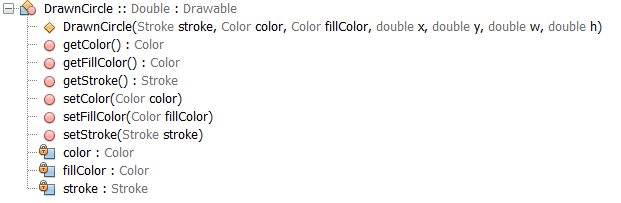 DrawnCircle :: Double : Drawable
DrawnCircle(Stroke stroke, Color color, Color fillColor, double x, double y, double w, double h)
getColor() : Color
getFillColor() : Color
getStroke() : Stroke
setColor(Color color)
setFillColor(Color fillColor)
setStroke(Stroke stroke)
color : Color
fillColor : Color
stroke : Stroke